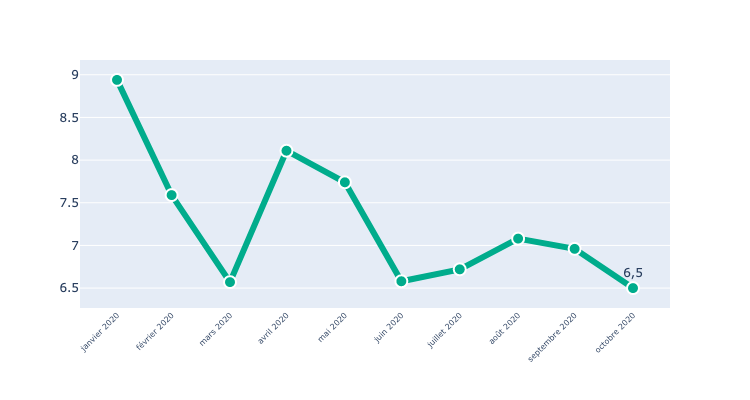 9
8.5
8
7.5
7
6.5
6,5
janvier 2020
février 2020
mars 2020
avril 2020
mai 2020
juin 2020
juillet 2020
août 2020
septembre 2020
octobre 2020